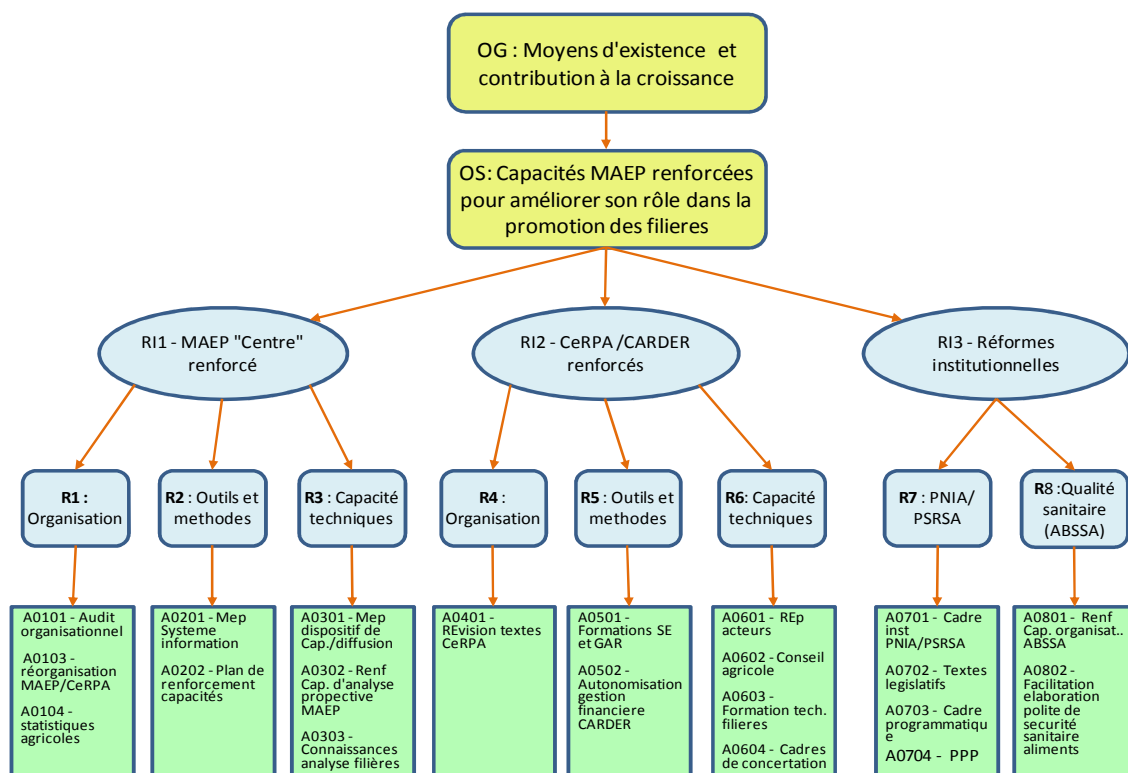 OG : Moyens d'existence et
contribution à la croissance
OS: Capacités MAEP renforcées
pour améliorer son rôle dans la
promotion des filieres
RI1 - MAEP "Centre"
renforcé
RI2 - CeRPA /CARDER
renforcés
RI3 - Réformes
institutionnelles
R1 :
Organisation
R2 : Outils et
methodes
R3 : Capacité
techniques
R4 :
Organisation
R5 : Outils et
methodes
R6: Capacité
techniques
R7 : PNIA/
PSRSA
R8 :Qualité
sanitaire
(ABSSA)
A0101 - Audit
organisationnel
A0103 -
réorganisation
MAEP/CeRPA
A0104 -
statistiques
agricoles
A0201 - Mep
Systeme
information
A0202 - Plan de
renforcement
capacités
A0301 - Mep
dispositif de
Cap./diffusion
A0302 - Renf
Cap. d'analyse
propective
MAEP
A0303 -
Connaissances
analyse filières
A0401 -
REvision textes
CeRPA
A0501 -
Formations SE
et GAR
A0502 -
Autonomisation
gestion
financiere
CARDER
A0601 - REp
acteurs
A0602 - Conseil
agricole
A0603 -
Formation tech.
filieres
A0604 - Cadres
de concertation
A0701 - Cadre
inst
PNIA/PSRSA
A0702 - Textes
legislatifs
A0703 - Cadre
programmatiqu
e
A0704 - PPP
A0801 - Renf
Cap. organisat..
ABSSA
A0802 -
Facilitation
elaboration
polite de
securité
sanitaire
aliments